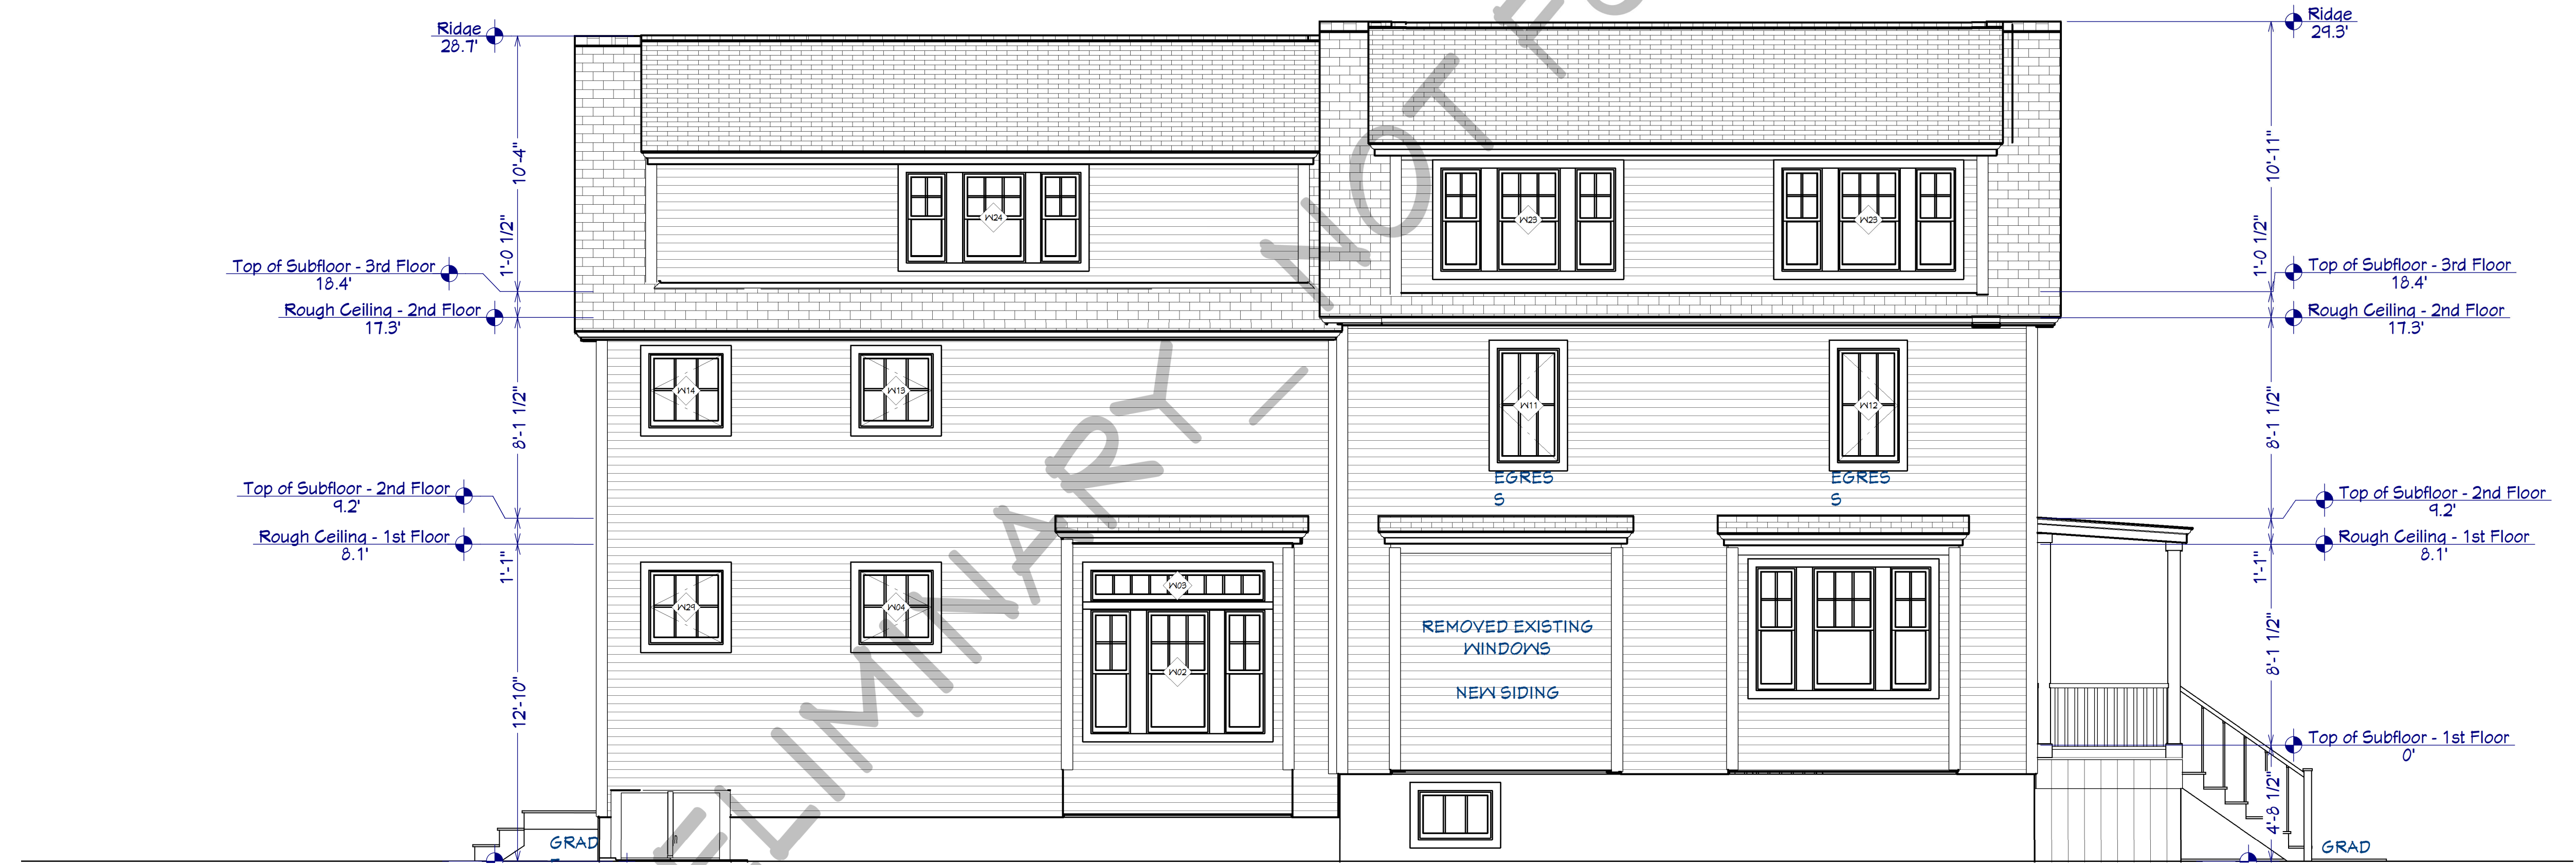 Ridge
28.7'
10'-4"
1'-0 1/2"
Top of Subfloor - 3rd Floor
18.4'
Rough Ceiling - 2nd Floor
17.3'
8'-1 1/2"
Top of Subfloor - 2nd Floor
9.2'
Rough Ceiling - 1st Floor
8.1'
1'-1"
12'-10"
GRAD
W24
W23
W23
W14
W13
W11
W12
EGRES
S
EGRES
S
W29
W04
W03
W02
REMOVED EXISTING
WINDOWS
NEW SIDING
Ridge
29.3'
10'-11"
1'-0 1/2"
Top of Subfloor - 3rd Floor
18.4'
Rough Ceiling - 2nd Floor
17.3'
8'-1 1/2"
Top of Subfloor - 2nd Floor
9.2'
Rough Ceiling - 1st Floor
8.1'
1'-1"
8'-1 1/2"
Top of Subfloor - 1st Floor
0'
4'-8 1/2"
GRAD
ELIMINARY_NOT FO